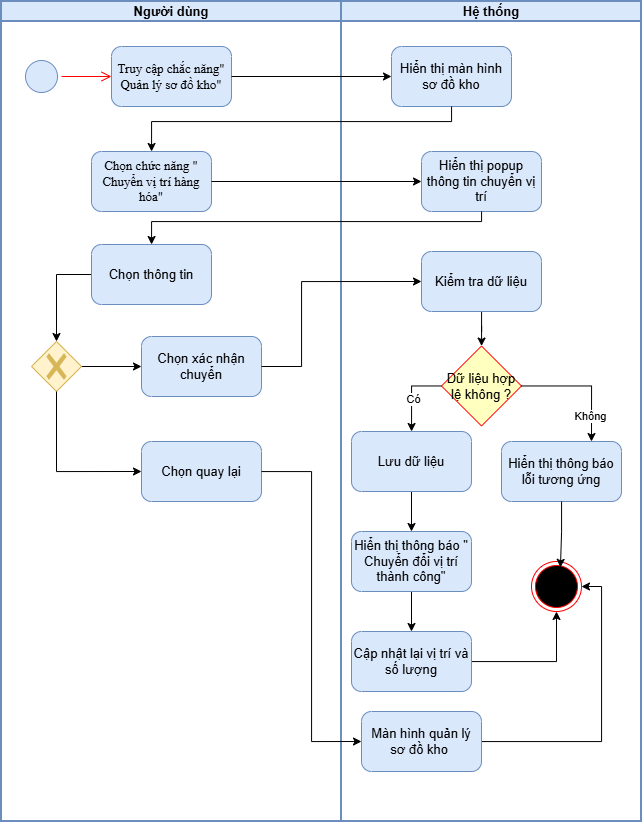 Người dùng
Hệ thống
Truy cập chắc năng"
Quản lý sơ đồ kho"
Hiển thị màn hình
sơ đồ kho
Chọn chức năng "
Chuyển vị trí hàng
hóa"
Hiển thị popup
thông tin chuyển vị
trí
Chọn thông tin
Kiểm tra dữ liệu
Chọn xác nhận
chuyển
Dữ liệu hợp
lệ không ?
Có
Không
Chọn quay lại
Lưu dữ liệu
Hiển thị thông báo
lỗi tương ứng
Hiển thị thông báo "
Chuyển đổi vị trí
thành công"
Cập nhật lại vị trí và
số lượng
Màn hình quản lý
sơ đồ kho